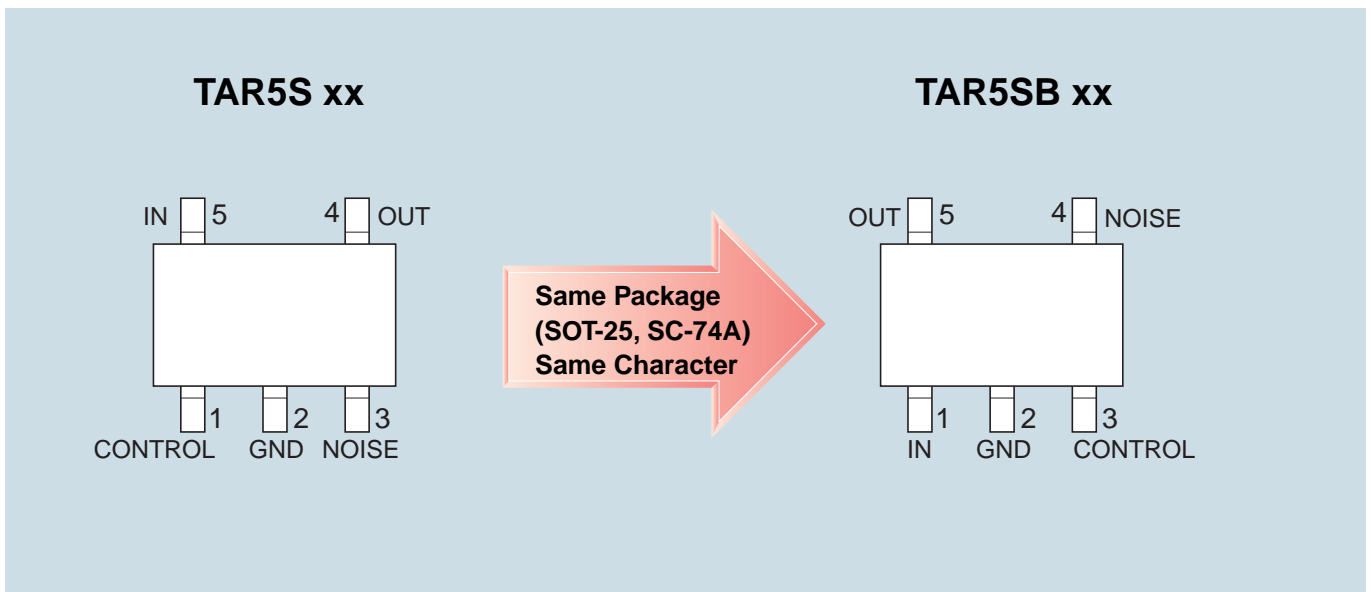 TAR5S xx
TAR5SB xx
IN 5 4 OUT
OUT 5 4 NOISE
Same Package
(SOT-25, SC-74A)
Same Character
1 2 3
CONTROL GND NOISE
1 2 3
IN GND CONTROL